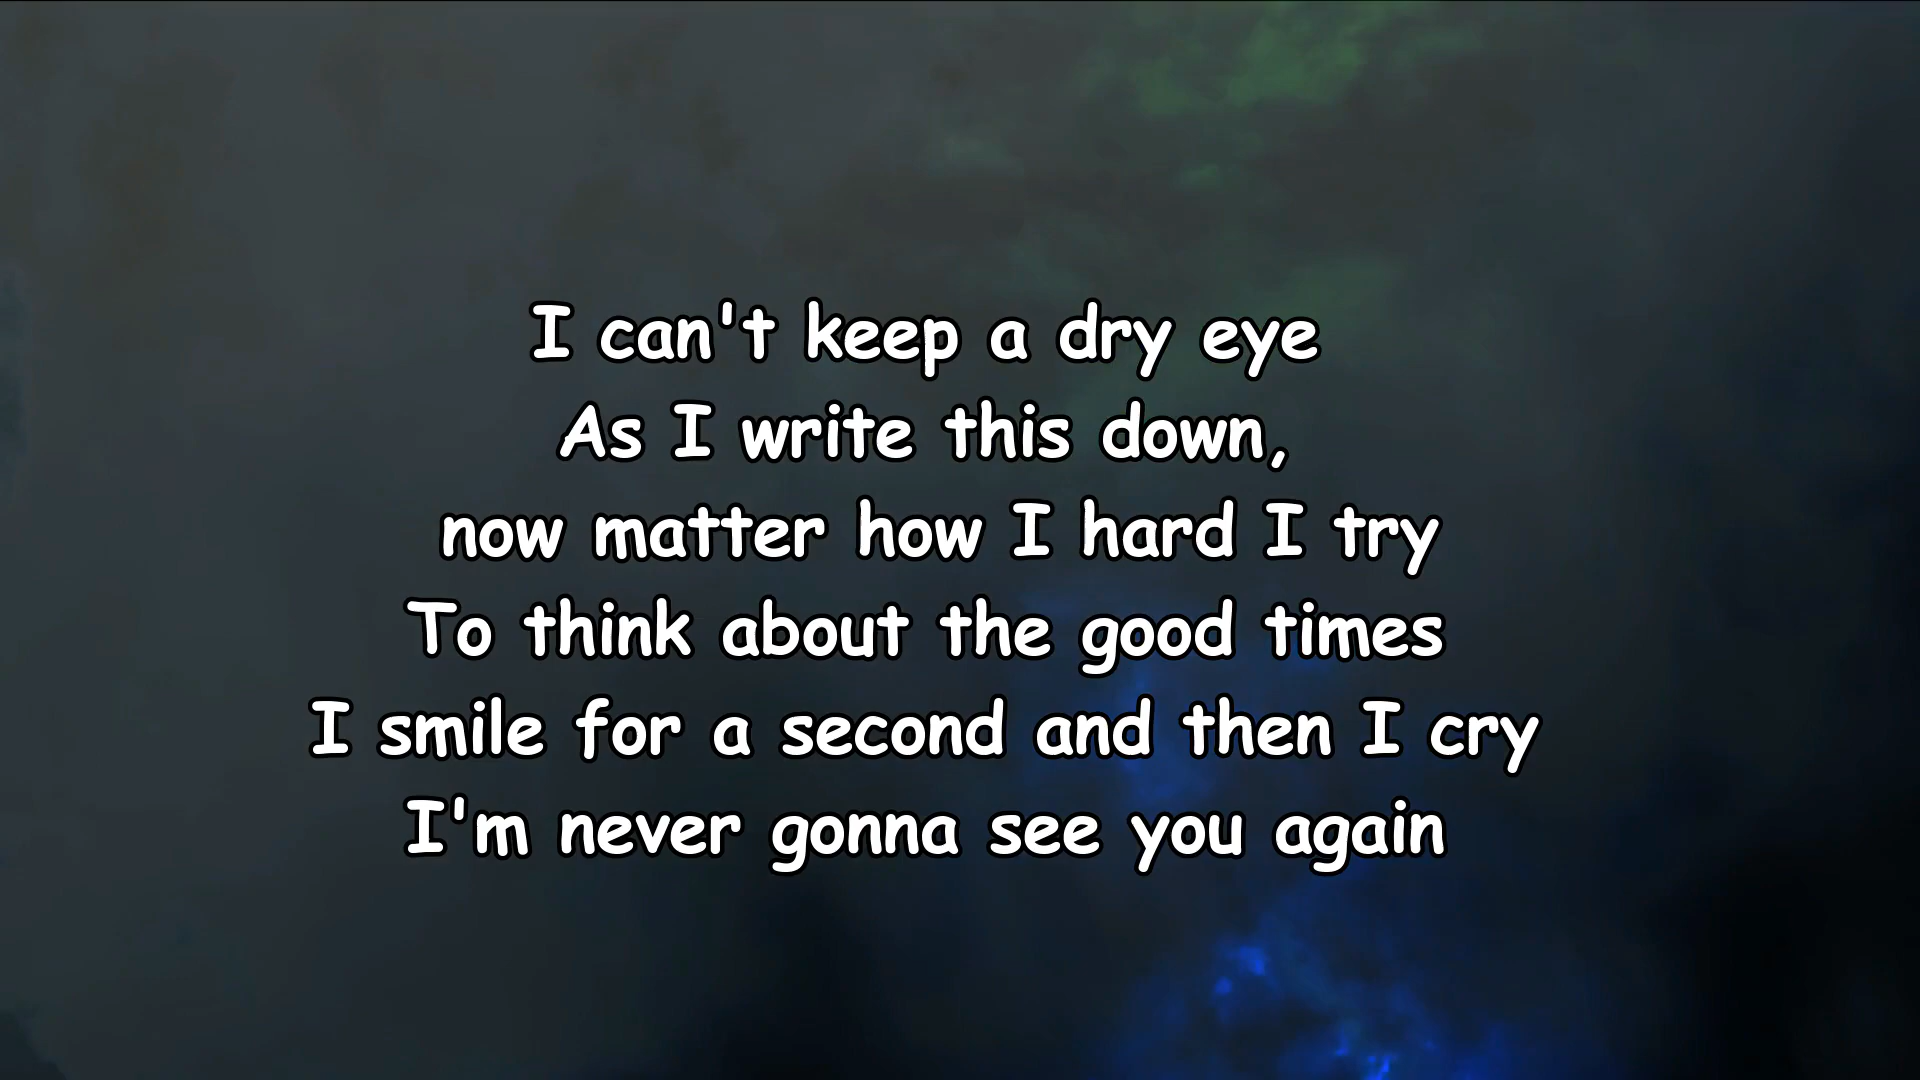 I can't keep a dry eye
As I write this down,
now matter how I hard I try
To think about the good times
I smile for a second and then I cry
I'm never gonna see you again